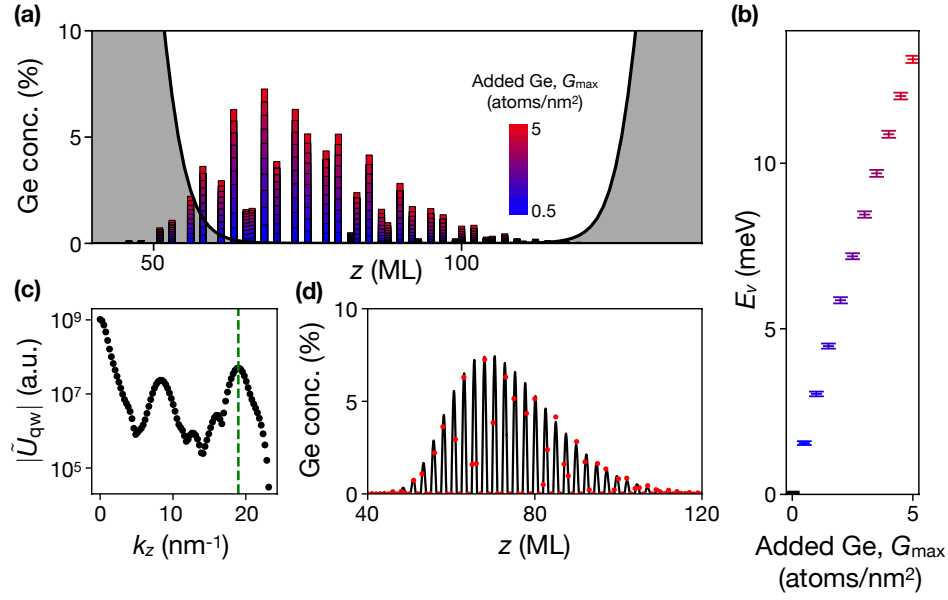 (a)
10
5
0
Ge conc. (%)
50
100
z (ML)
Added Ge, Gmax
(atoms/nm²)
5
0.5
(b)
10
5
0
Eᵥ (meV)
0
5
Added Ge, Gmax
(atoms/nm²)
(c)
10⁹
10⁷
10⁵
|Ũqw| (a.u.)
0
10
20
kz (nm⁻¹)
(d)
10
5
0
Ge conc. (%)
40
60
80
120
z (ML)